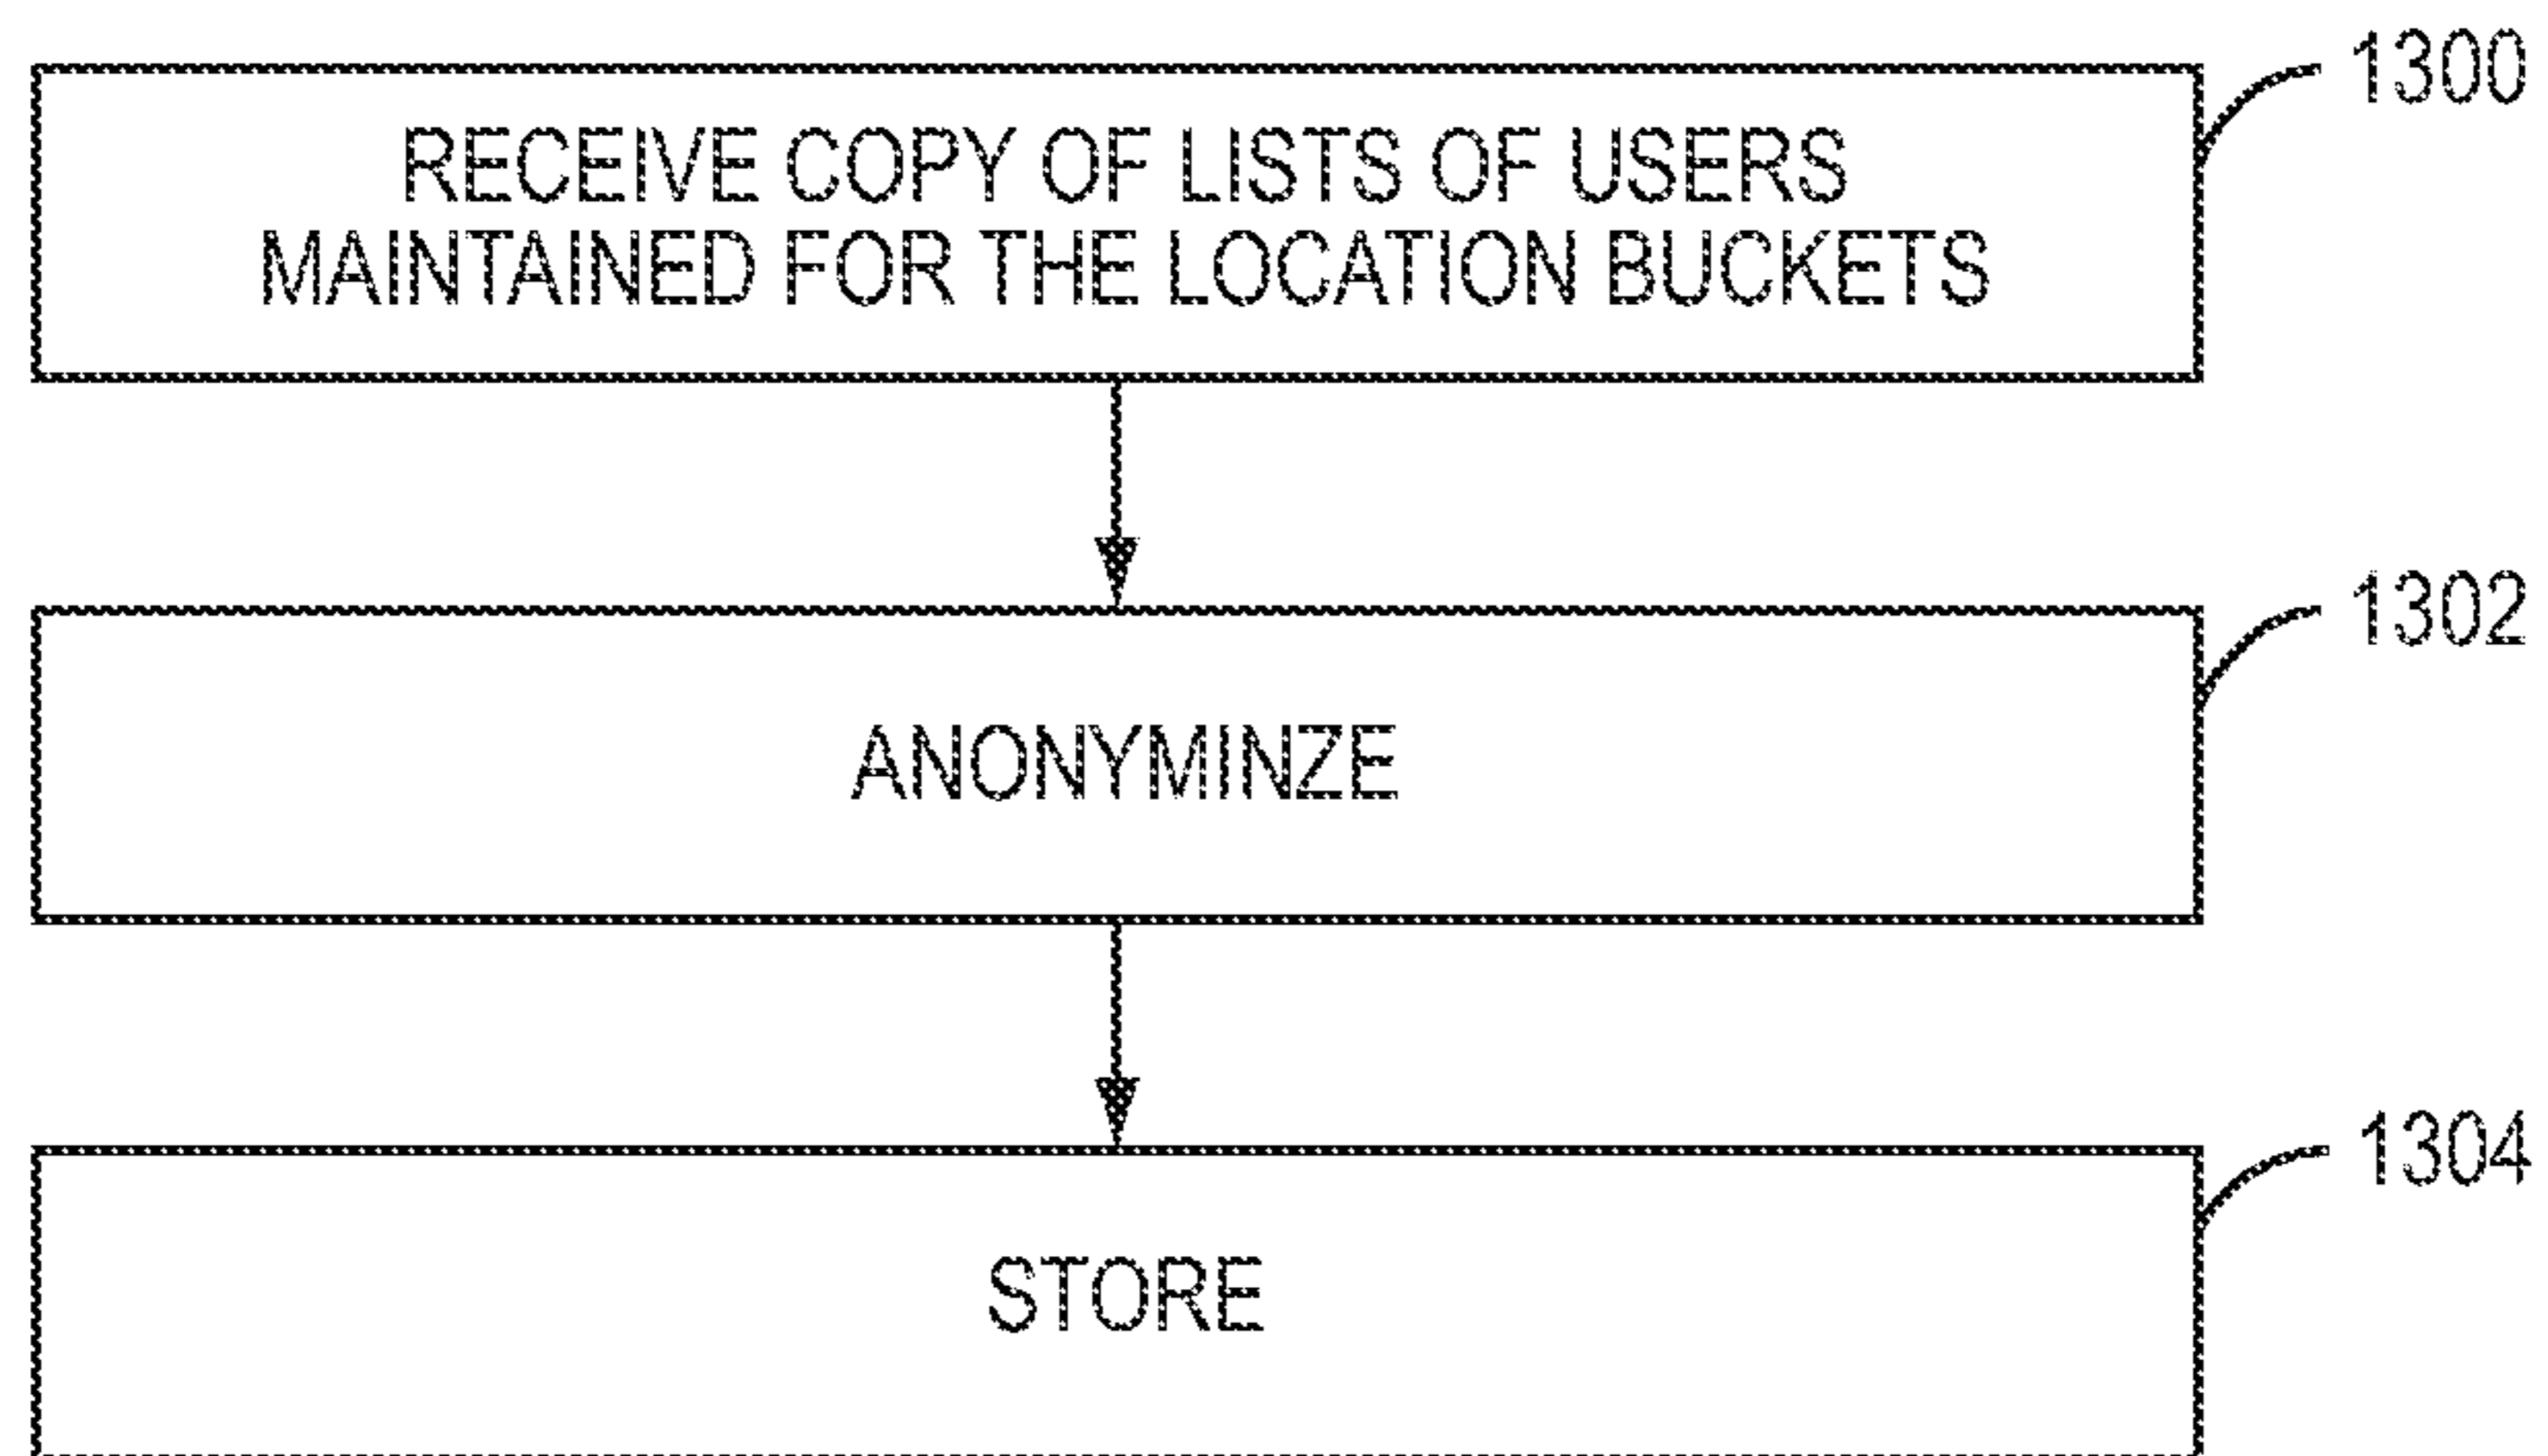 1300
RECEIVE COPY OF LISTS OF USERS
MAINTAINED FOR THE LOCATION BUCKETS
1302
ANONYMINZE
1304
STORE